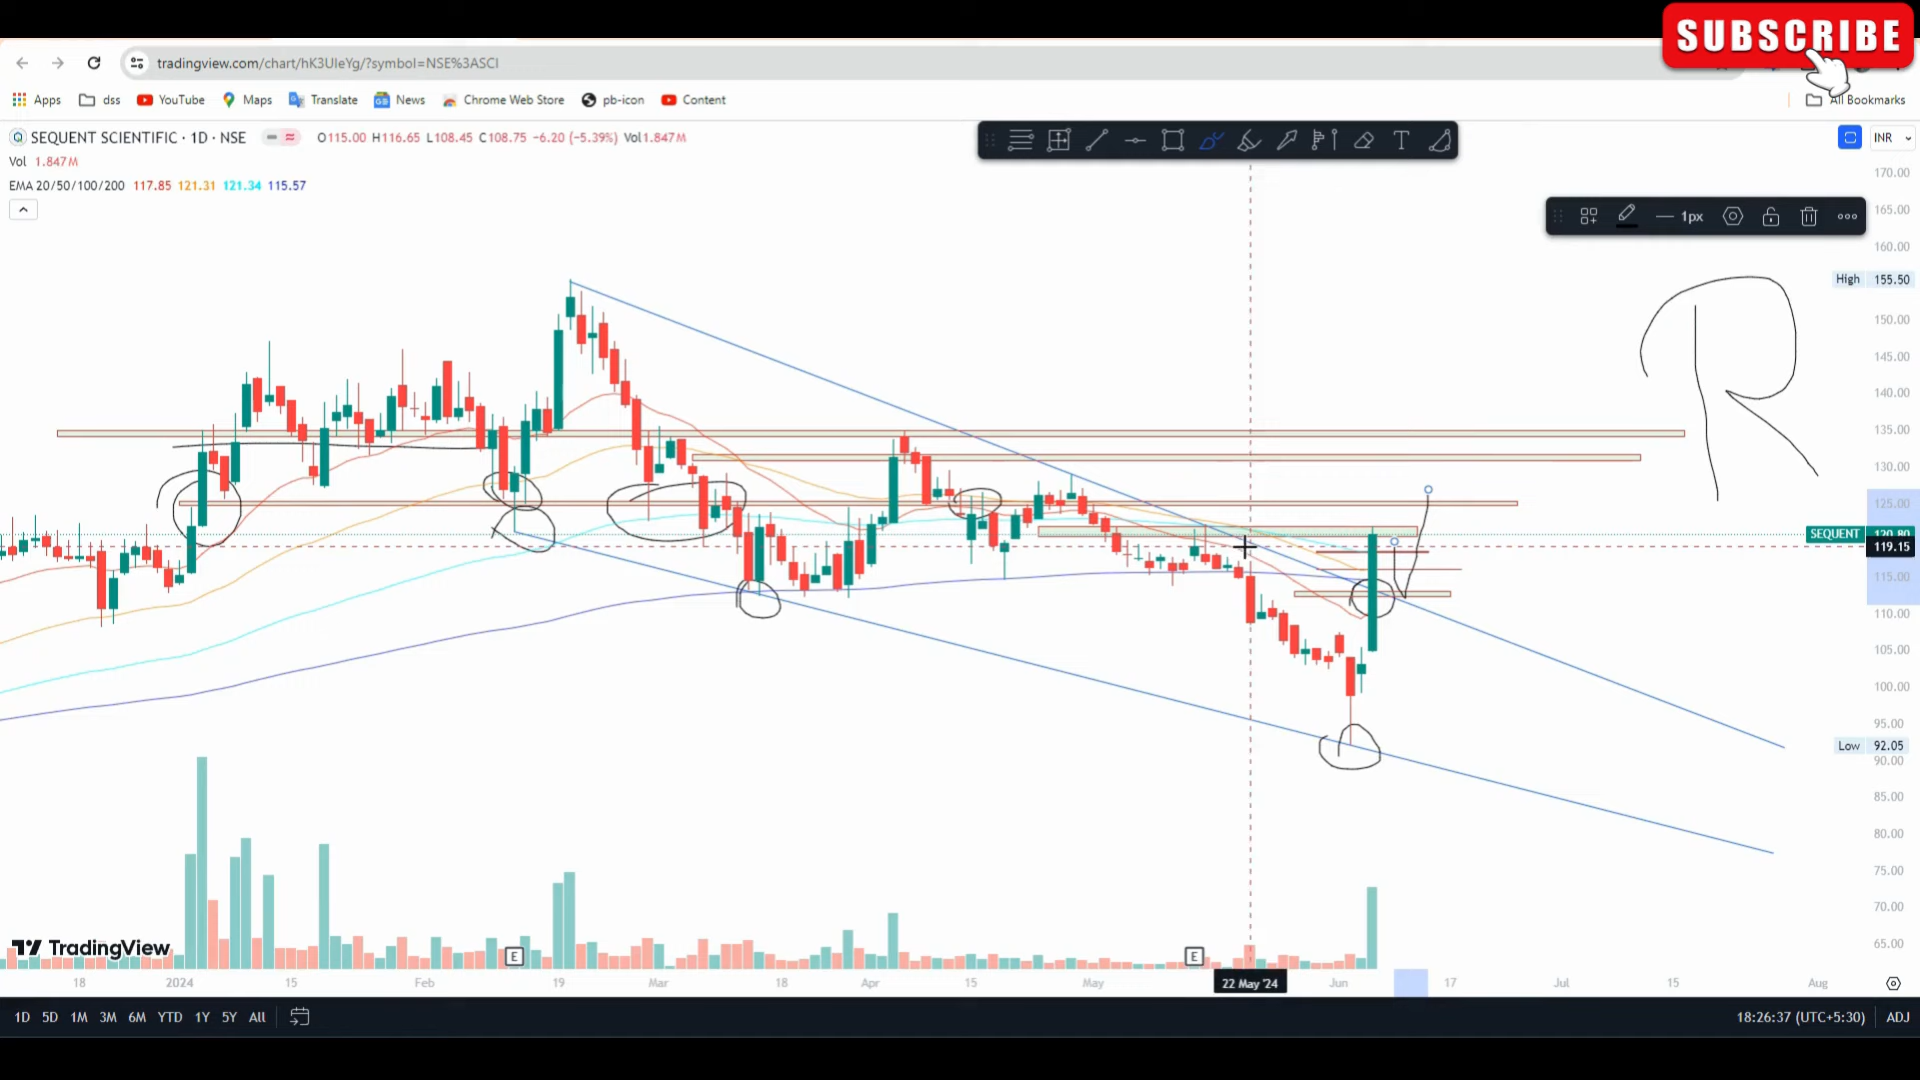 SUBSCRIBE
tradingview.com/chart/hK3UIeYg/?symbol=NSE%3ASCI
Apps dss YouTube Maps Translate News Chrome Web Store pb-icon Content All Bookmarks
SEQUENT SCIENTIFIC · 1D · NSE O115.00 H116.65 L108.45 C108.75 −6.20 (−5.39%) Vol1.847M INR
Vol 1.847M
EMA 20/50/100/200 117.85 121.31 121.34 115.57
1px
170.00
165.00
160.00
High 155.50
150.00
145.00
140.00
135.00
130.00
125.00
SEQUENT 120.80
119.15
115.00
110.00
105.00
100.00
95.00
Low 92.05
90.00
85.00
80.00
75.00
70.00
65.00
R
TradingView
E E
18 2024 15 Feb 19 Mar 18 Apr 15 May 22 May '24 Jun 17 Jul 15 Aug
1D 5D 1M 3M 6M YTD 1Y 5Y All 18:26:37 (UTC+5:30) ADJ